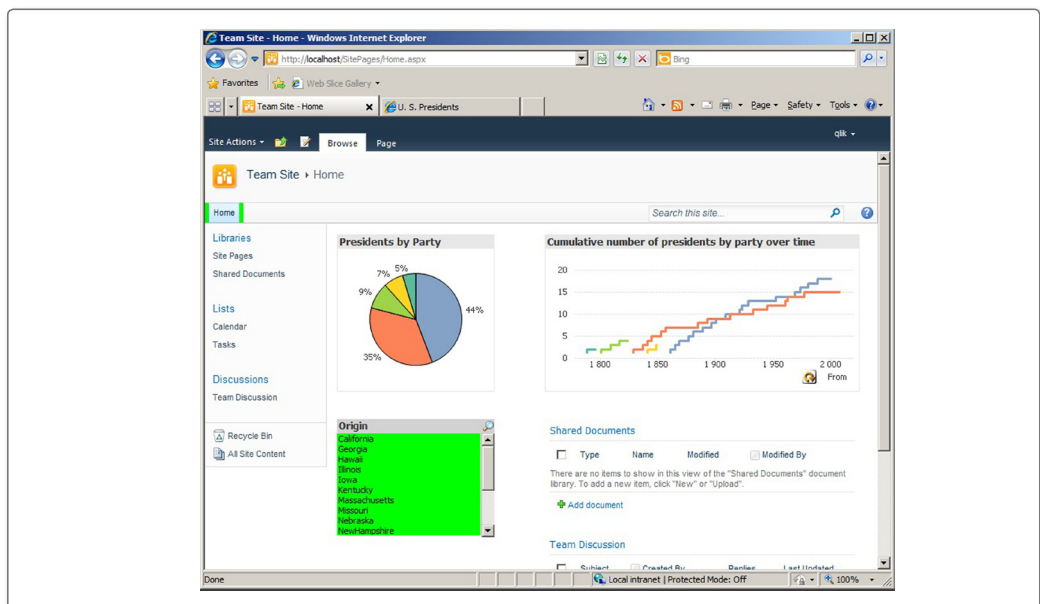 Team Site - Home - Windows Internet Explorer
http://localhost/SitePages/Home.aspx
Bing
Favorites Web Slice Gallery
Team Site - Home U. S. Presidents
Page Safety Tools
qlik
Site Actions Browse Page
Team Site Home
Home Search this site...
Libraries
Site Pages
Shared Documents
Lists
Calendar
Tasks
Discussions
Team Discussion
Recycle Bin
All Site Content
Presidents by Party
5%
7%
9%
44%
35%
Cumulative number of presidents by party over time
20
15
10
5
0
1 800 1 850 1 900 1 950 2 000
From
Origin
California
Georgia
Hawaii
Illinois
Iowa
Kentucky
Massachusetts
Missouri
Nebraska
NewHampshire
Shared Documents
Type Name Modified Modified By
There are no items to show in this view of the "Shared Documents" document
library. To add a new item, click "New" or "Upload".
Add document
Team Discussion
Subject Created By Replies Last Updated
Done Local intranet | Protected Mode: Off 100%